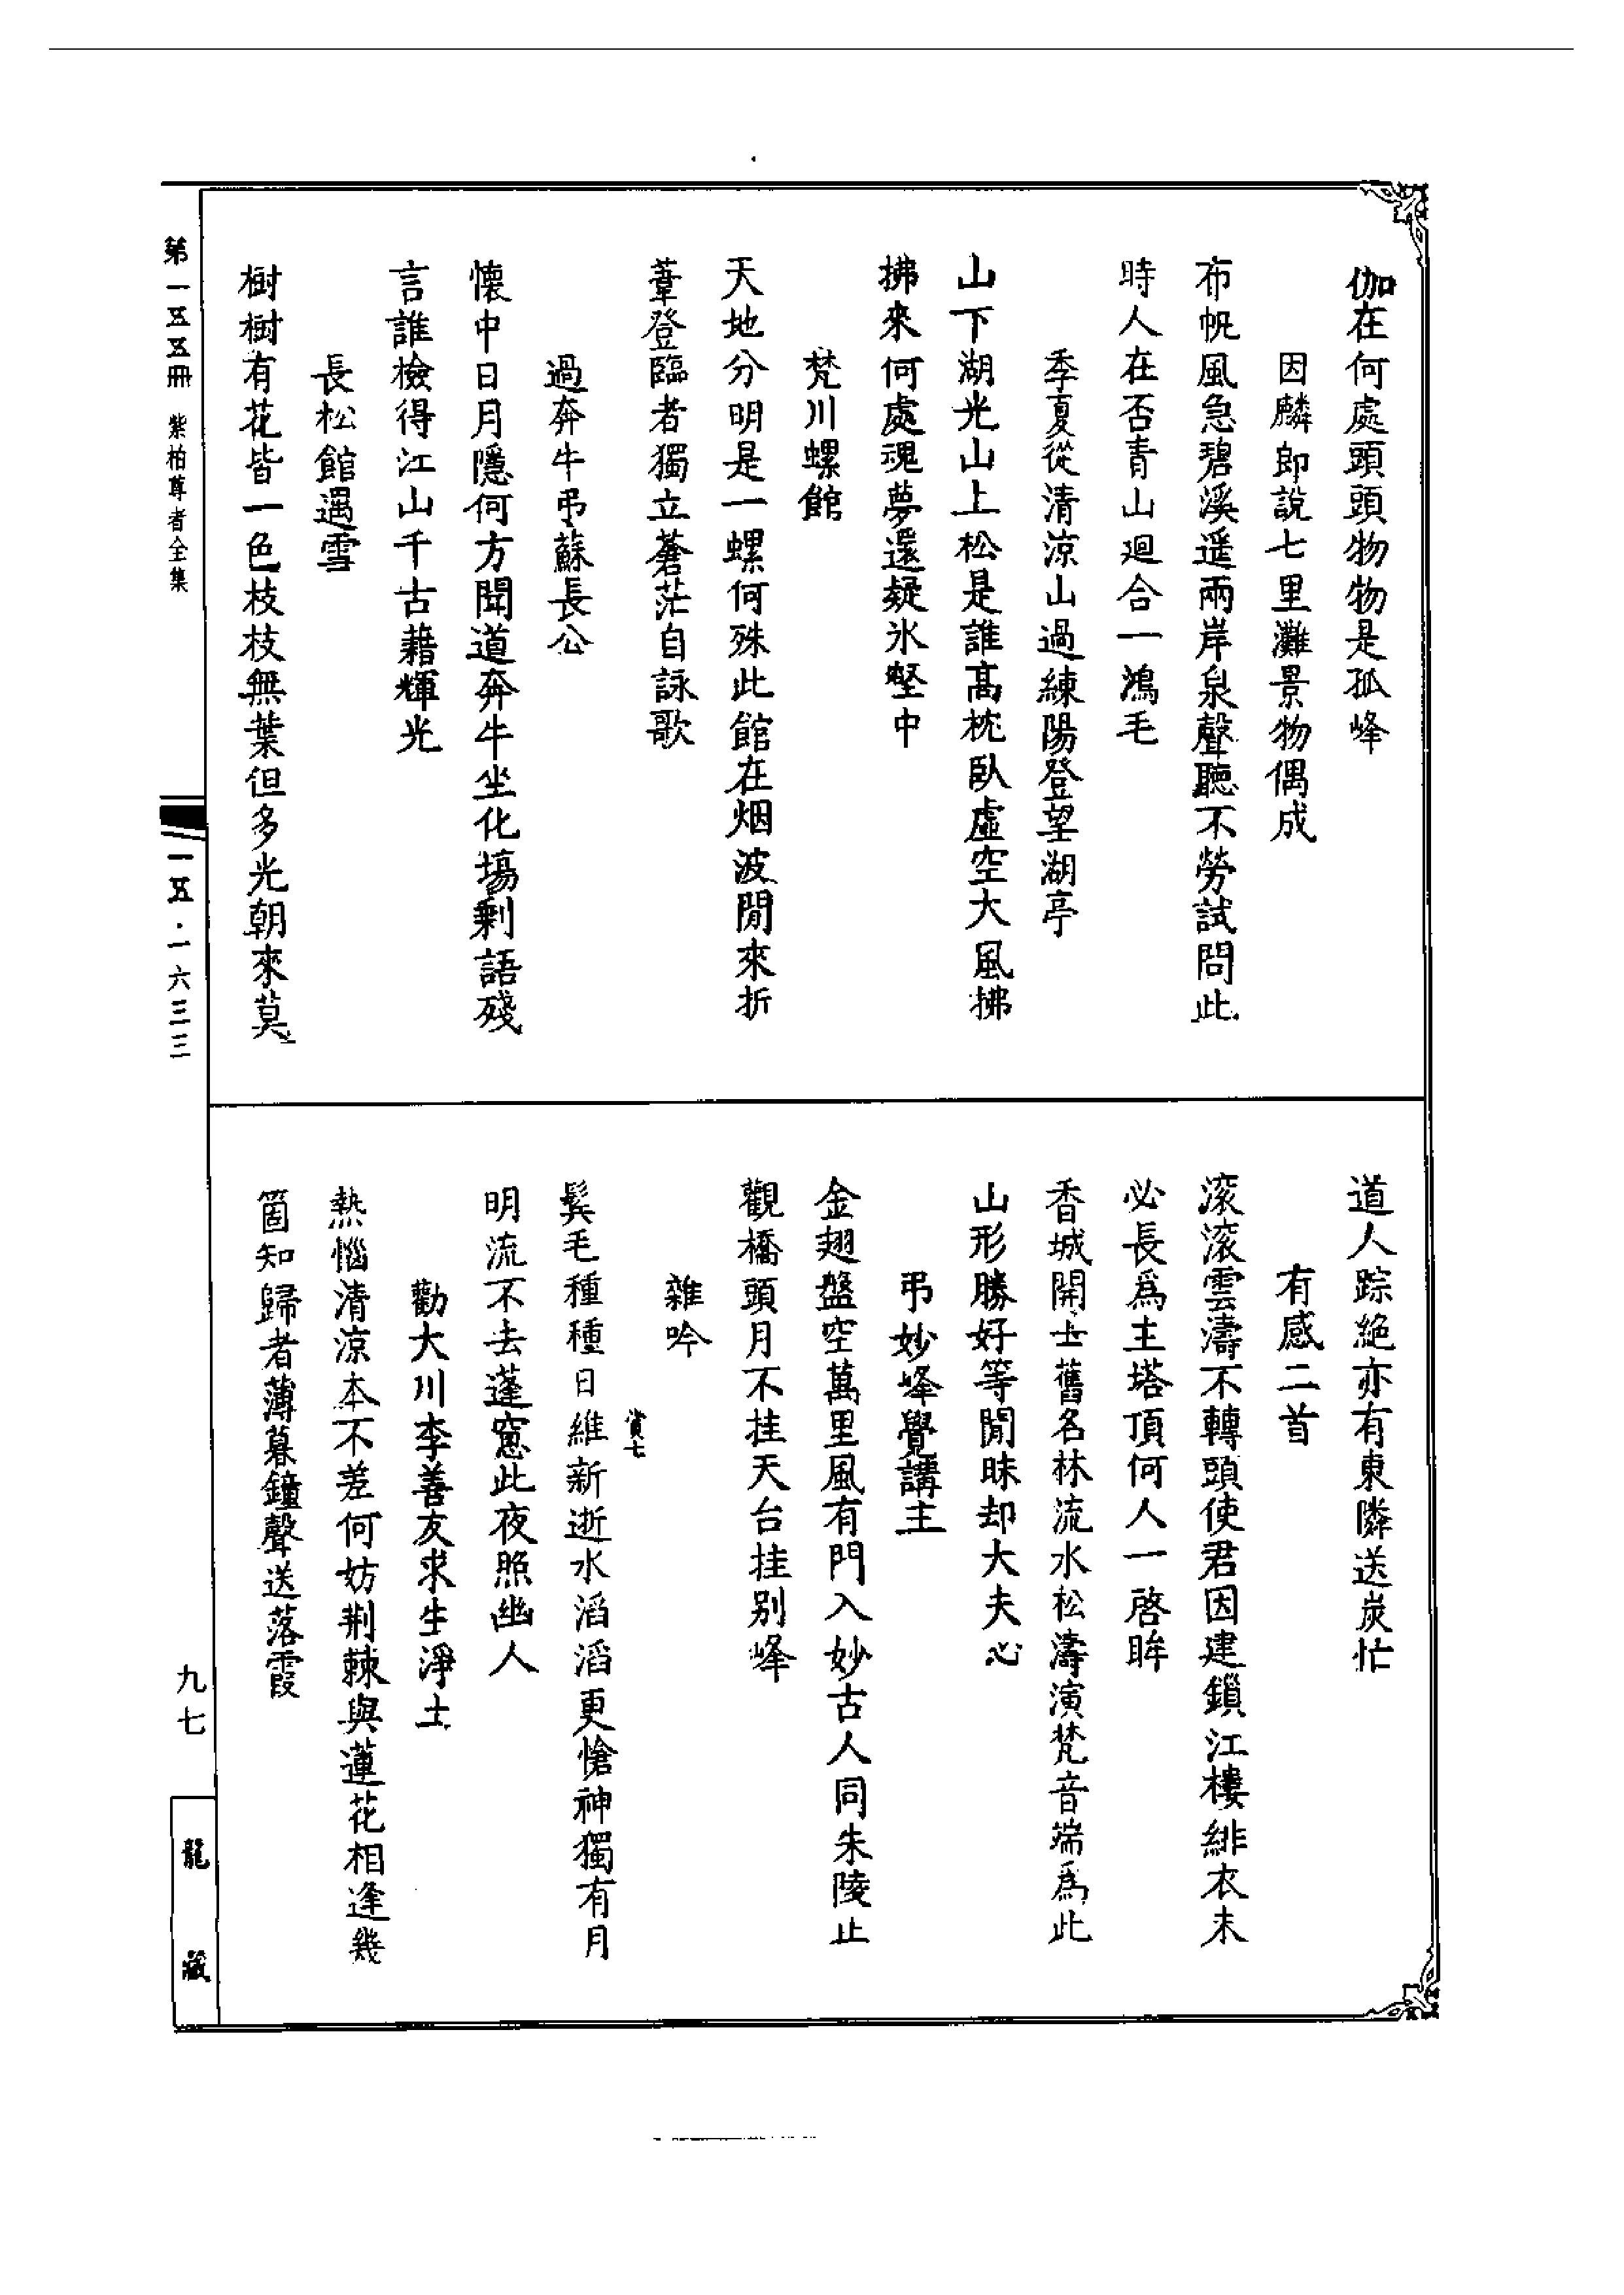 伽在何處頭頭物物是孤峰
因麟郎說七里灘景物偶成
布帆風急碧溪遥兩岸泉聲聽不勞試問此
時人在否青山廻合一鴻毛
季夏從清涼山過練陽登望湖亭
山下湖光山上松是誰髙枕臥虛空大風拂
拂來何處魂夢還疑氷壑中
梵川螺館
天地分明是一螺何殊此館在烟波閒來折
葦登臨者獨立蒼茫自詠歌
過奔牛弔蘇長公
懷中日月隱何方聞道奔牛坐化塲剩語殘
言誰檢得江山千古藉輝光
長松館遇雪
樹樹有花皆一色枝枝無葉但多光朝來莫
道人踪絕亦有東隣送炭忙
有感二首
滚滚雲濤不轉頭使君因建鎻江樓緋衣未
必長爲主塔頂何人一啓眸
香城開士舊名林流水松濤演梵音端爲此
山形勝好等閒昧却大夫心
弔妙峰覺講主
金翅盤空萬里風有門入妙古人同朱陵止
觀橋頭月不挂天台挂别峰
雜吟
鬂毛種種日維新逝水滔滔更愴神獨有月
明流不去蓬窻此夜照幽人
勸大川李善友求生淨土
熱惱清涼本不差何妨荆棘與蓮花相逢幾
箇知歸者薄暮鐘聲送落霞
賞七
第一五五冊 紫柏尊者全集
一五·一六三三
九七
龍藏